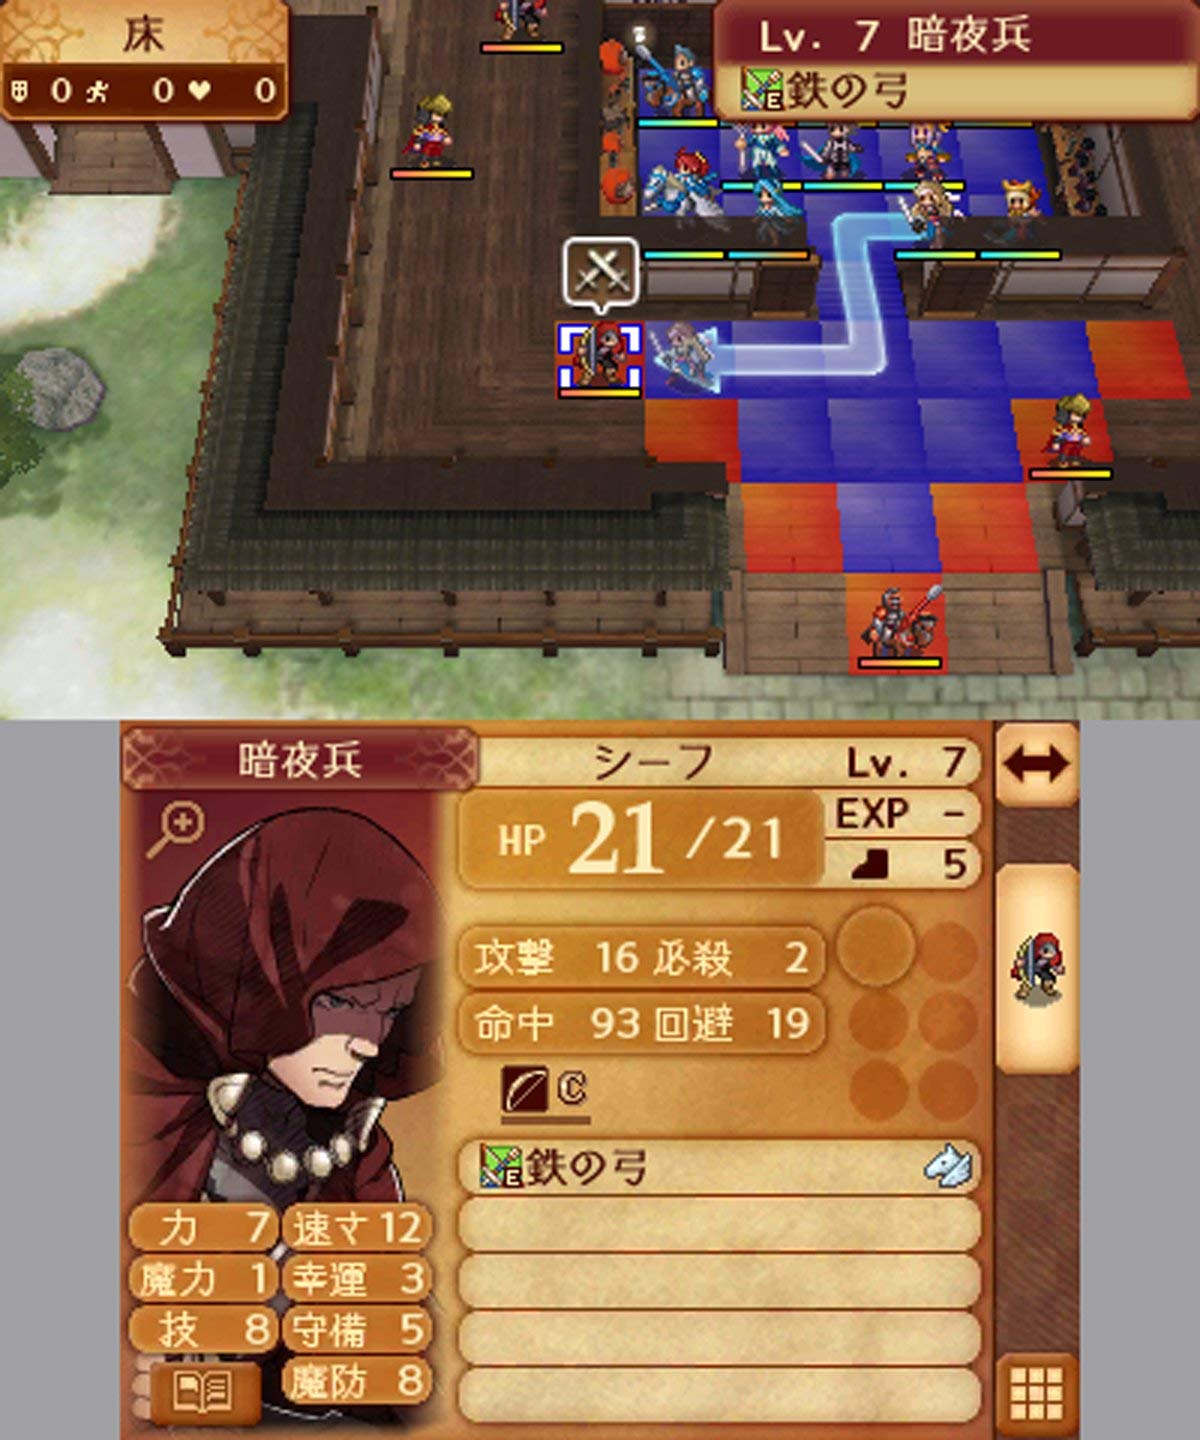 床
0 0 0
Lv. 7 暗夜兵
E 鉄の弓
暗夜兵
シーフ Lv. 7
HP 21/21
EXP -
5
攻撃 16 必殺 2
命中 93 回避 19
C
E 鉄の弓
力 7 速さ 12
魔力 1 幸運 3
技 8 守備 5
魔防 8